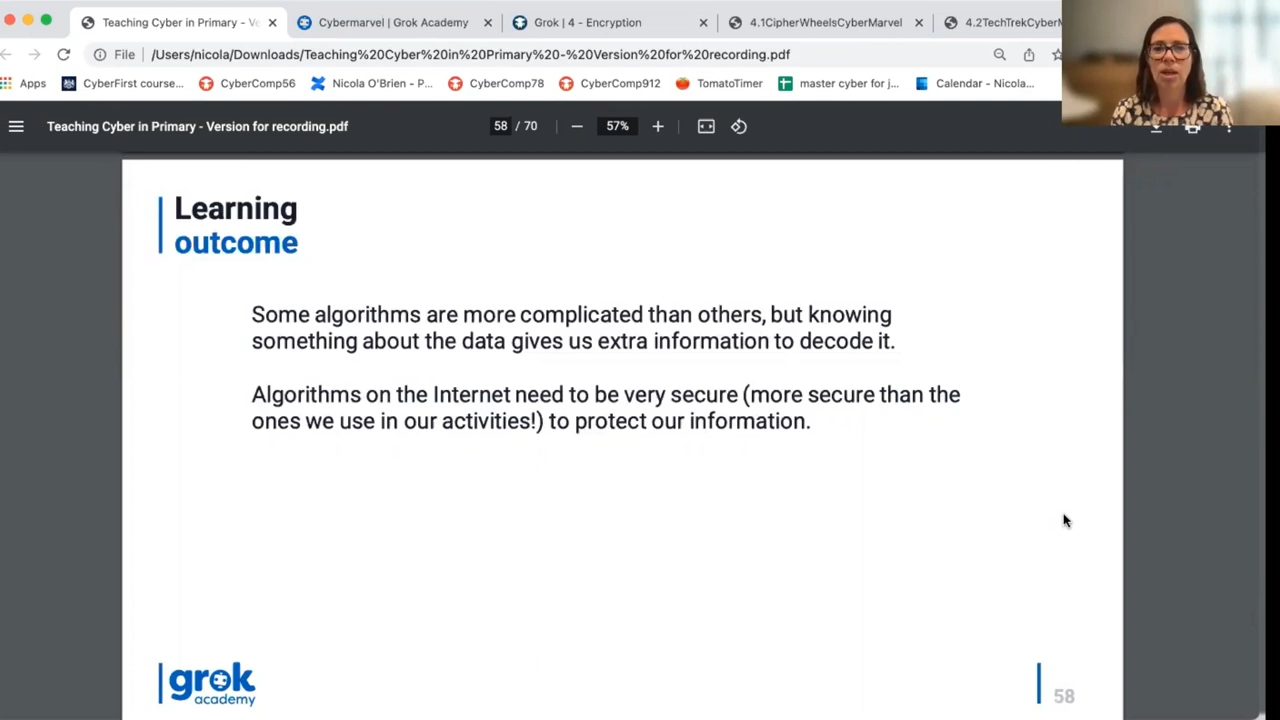 Teaching Cyber in Primary - Ve
Cybermarvel | Grok Academy
Grok | 4 - Encryption
4.1CipherWheelsCyberMarvel
4.2TechTrekCyberM
File
/Users/nicola/Downloads/Teaching%20Cyber%20in%20Primary%20-%20Version%20for%20recording.pdf
Apps
CyberFirst course...
CyberComp56
Nicola O'Brien - P...
CyberComp78
CyberComp912
TomatoTimer
master cyber for j...
Calendar - Nicola...
Teaching Cyber in Primary - Version for recording.pdf
58 / 70
57%
Learning
outcome
Some algorithms are more complicated than others, but knowing
something about the data gives us extra information to decode it.
Algorithms on the Internet need to be very secure (more secure than the
ones we use in our activities!) to protect our information.
grok
academy
58